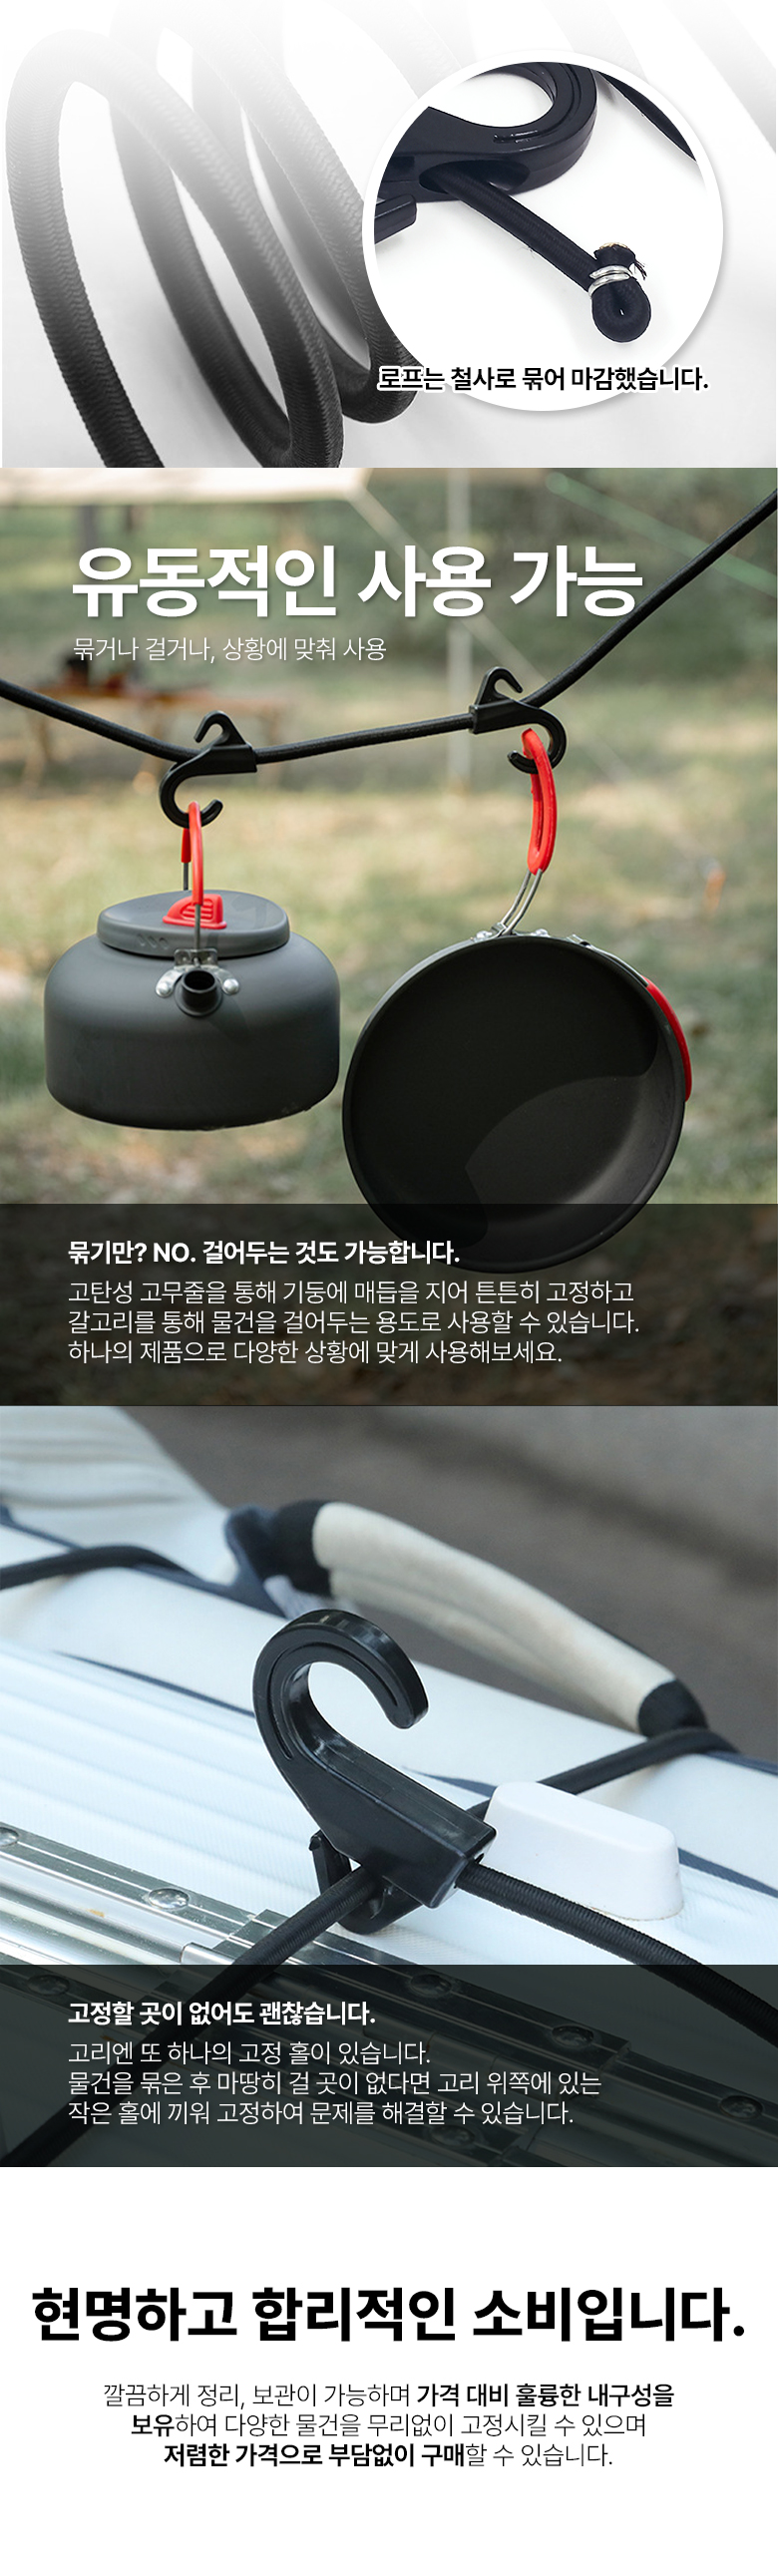 로프는 철사로 묶어 마감했습니다.
유동적인 사용 가능
묶거나 걸거나, 상황에 맞춰 사용
묶기만? NO. 걸어두는 것도 가능합니다.
고탄성 고무줄을 통해 기둥에 매듭을 지어 튼튼히 고정하고
갈고리를 통해 물건을 걸어두는 용도로 사용할 수 있습니다.
하나의 제품으로 다양한 상황에 맞게 사용해보세요.
고정할 곳이 없어도 괜찮습니다.
고리엔 또 하나의 고정 홀이 있습니다.
물건을 묶은 후 마땅히 걸 곳이 없다면 고리 위쪽에 있는
작은 홀에 끼워 고정하여 문제를 해결할 수 있습니다.
현명하고 합리적인 소비입니다.
깔끔하게 정리, 보관이 가능하며 가격 대비 훌륭한 내구성을
보유하여 다양한 물건을 무리없이 고정시킬 수 있으며
저렴한 가격으로 부담없이 구매할 수 있습니다.